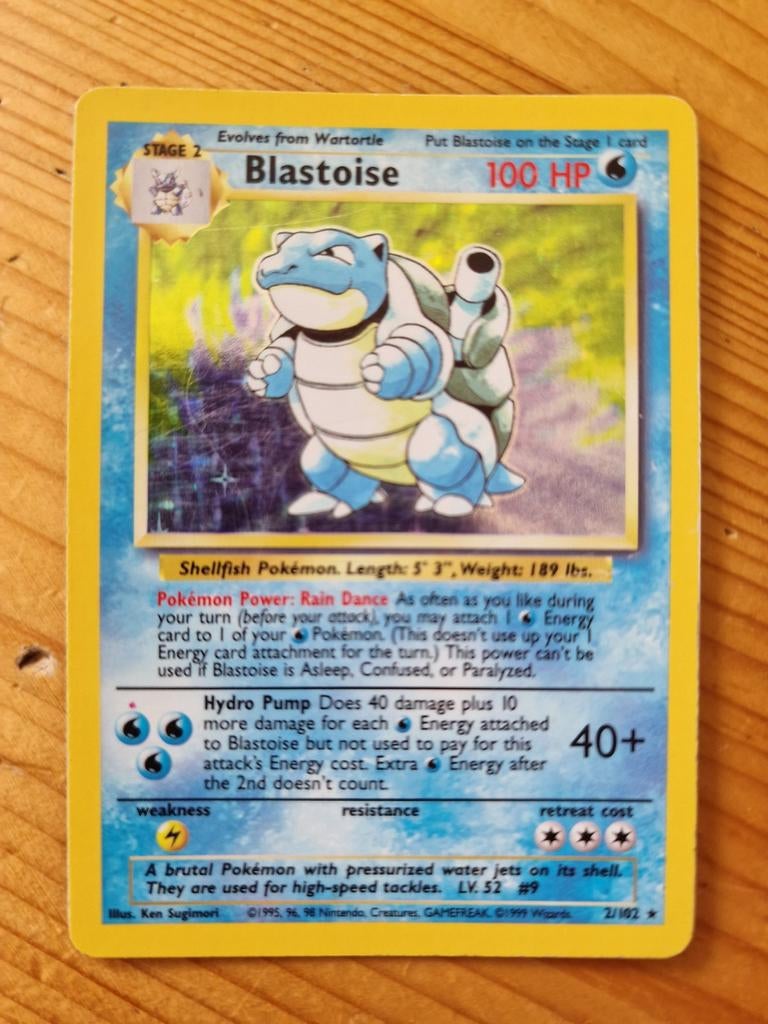 Evolves from Wartortle
Put Blastoise on the Stage 1 card
STAGE 2
Blastoise
100 HP
Shellfish Pokémon. Length: 5' 3", Weight: 189 lbs.
Pokémon Power: Rain Dance As often as you like during
your turn (before your attack), you may attach 1 Energy
card to 1 of your Pokémon. (This doesn't use up your 1
Energy card attachment for the turn.) This power can't be
used if Blastoise is Asleep, Confused, or Paralyzed.
Hydro Pump Does 40 damage plus 10
more damage for each Energy attached
to Blastoise but not used to pay for this
attack's Energy cost. Extra Energy after
the 2nd doesn't count.
40+
weakness
resistance
retreat cost
A brutal Pokémon with pressurized water jets on its shell.
They are used for high-speed tackles. LV. 52 #9
Illus. Ken Sugimori
©1995, 96, 98 Nintendo, Creatures, GAMEFREAK. ©1999 Wizards.
2/102 ★